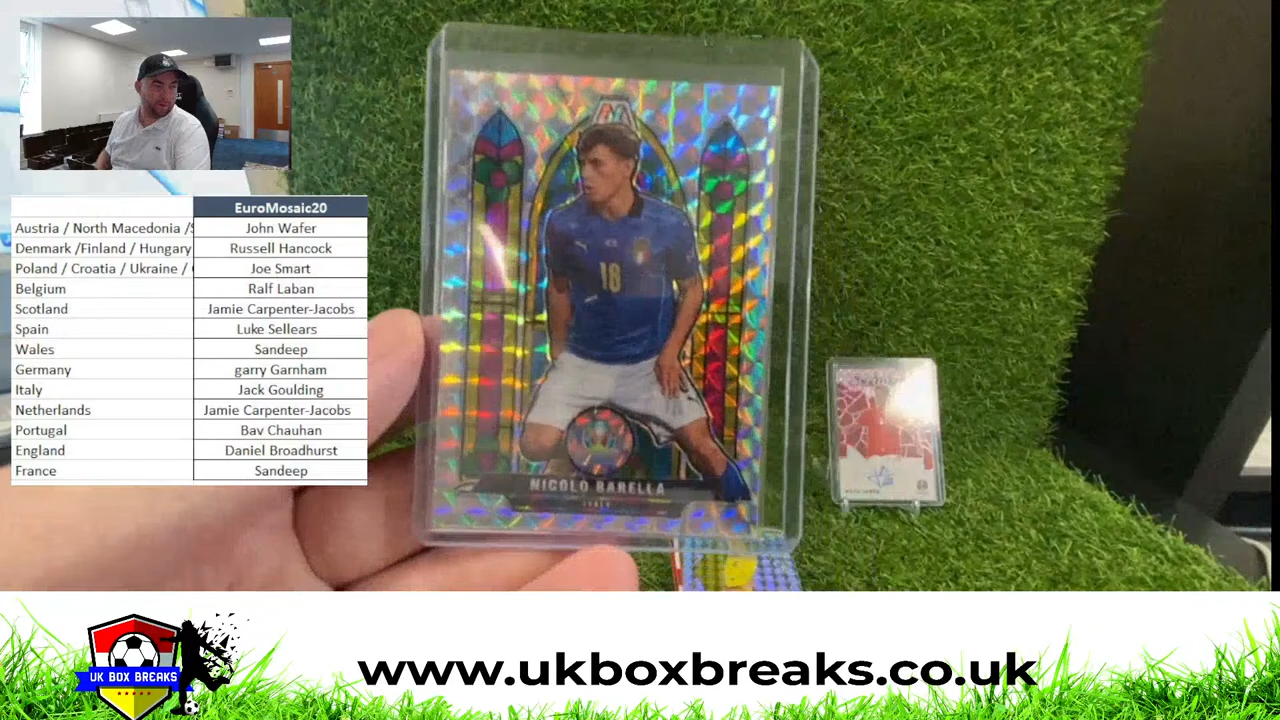 EuroMosaic20
Austria / North Macedonia / John Wafer
Denmark /Finland / Hungary Russell Hancock
Poland / Croatia / Ukraine / Joe Smart
Belgium Ralf Laban
Scotland Jamie Carpenter-Jacobs
Spain Luke Sellears
Wales Sandeep
Germany garry Garnham
Italy Jack Goulding
Netherlands Jamie Carpenter-Jacobs
Portugal Bav Chauhan
England Daniel Broadhurst
France Sandeep
18
NICOLO BARELLA
ITALY
UK BOX BREAKS
www.ukboxbreaks.co.uk